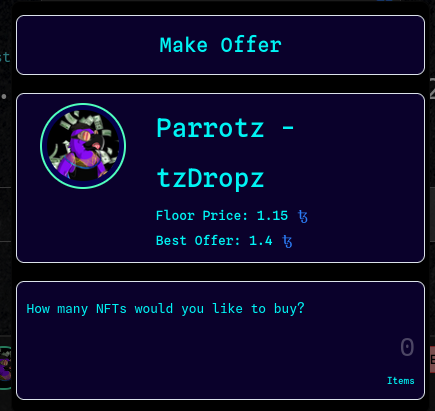 Make Offer
Parrotz -
tzDropz
Floor Price: 1.15 ꜩ
Best Offer: 1.4 ꜩ
How many NFTs would you like to buy?
0
Items